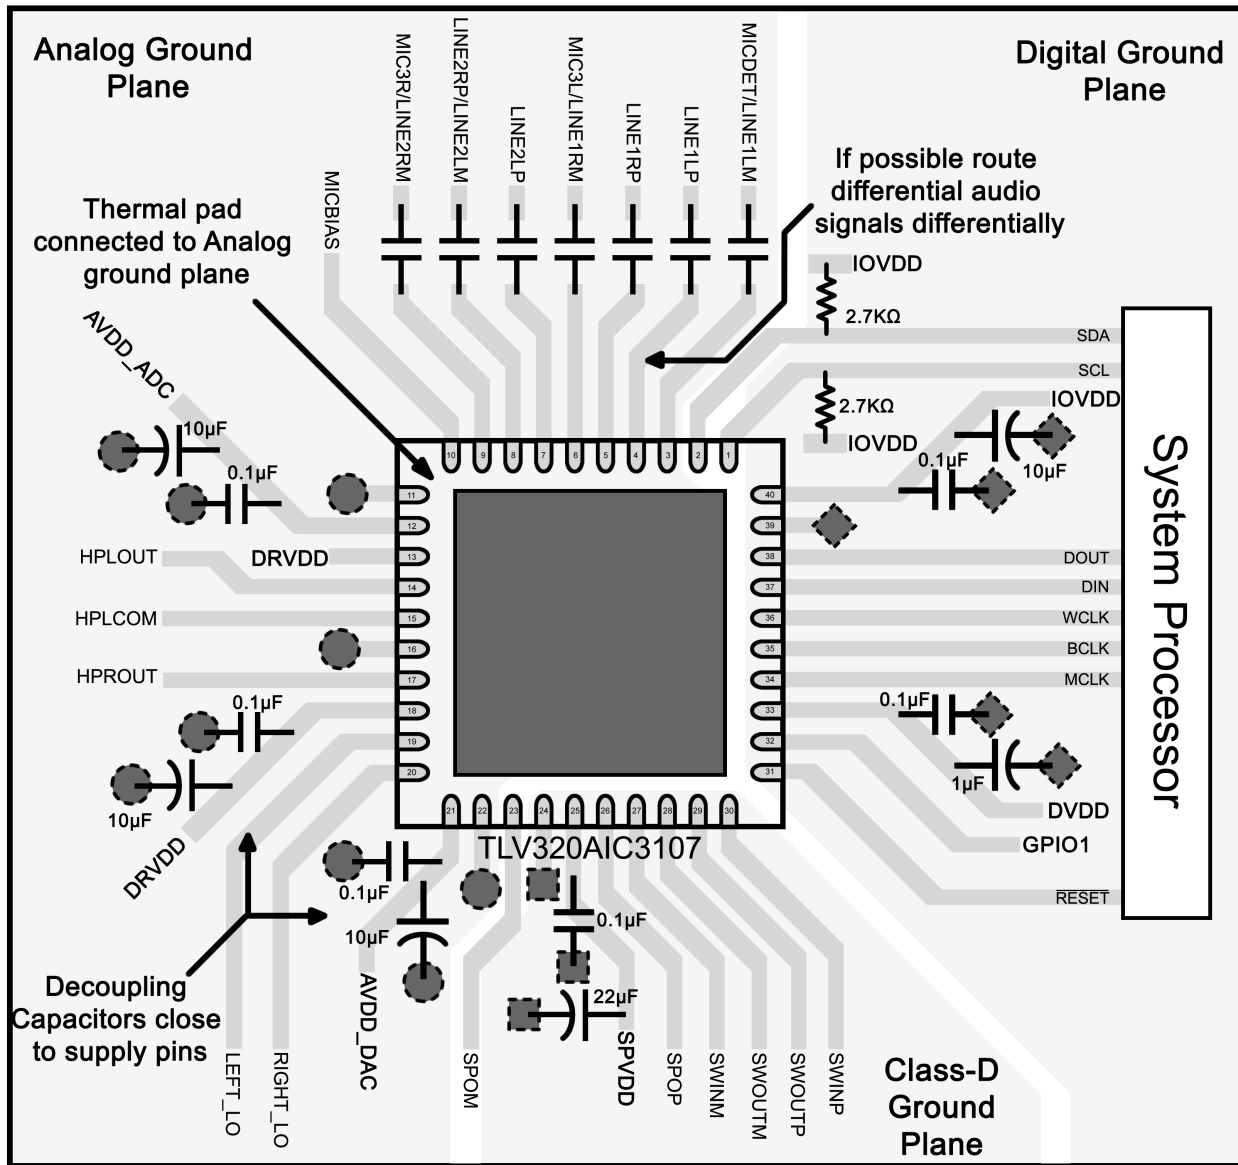 Analog Ground
Plane
Digital Ground
Plane
MICBIAS
MIC3R/LINE2RM
LINE2RP/LINE2LM
LINE2LP
MIC3L/LINE1RM
LINE1RP
LINE1LP
MICDET/LINE1LM
If possible route
differential audio
signals differentially
Thermal pad
connected to Analog
ground plane
IOVDD
2.7KΩ
SDA
SCL
2.7KΩ
IOVDD
IOVDD
10µF
0.1µF
AVDD_ADC
10µF
0.1µF
10
9
8
7
6
5
4
3
2
1
11
12
13
14
15
16
17
18
19
20
40
39
38
37
36
35
34
33
32
31
21
22
23
24
25
26
27
28
29
30
DRVDD
HPLOUT
HPLCOM
HPROUT
DOUT
DIN
WCLK
BCLK
MCLK
System Processor
0.1µF
10µF
DRVDD
0.1µF
1µF
DVDD
GPIO1
RESET
TLV320AIC3107
0.1µF
10µF
0.1µF
22µF
Decoupling
Capacitors close
to supply pins
LEFT_LO
RIGHT_LO
AVDD_DAC
SPOM
SPVDD
SPOP
SWINM
SWOUTM
SWOUTP
SWINP
Class-D
Ground
Plane